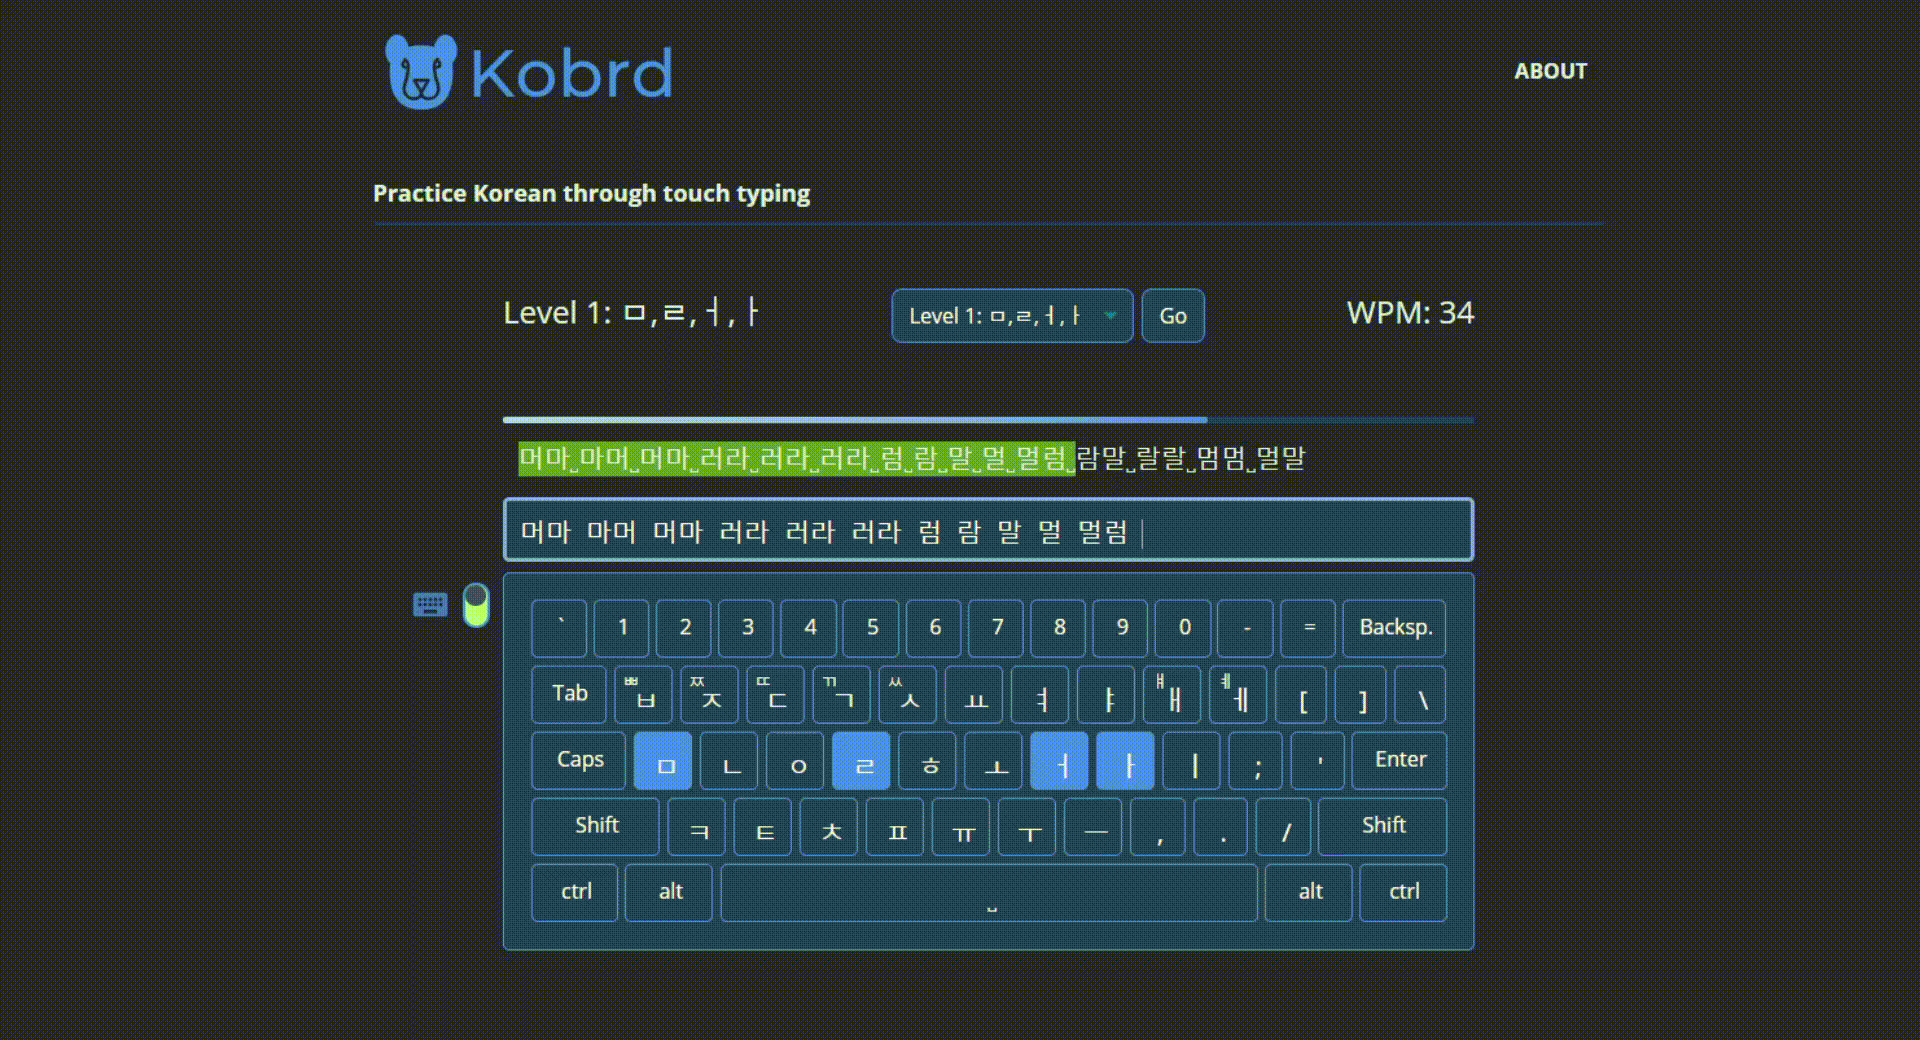 Kobrd
ABOUT
Practice Korean through touch typing
Level 1: ㅁ,ㄹ,ㅓ,ㅏ
Level 1: ㅁ,ㄹ,ㅓ,ㅏ
Go
WPM: 34
머마˽마머˽머마˽러라˽러라˽러라˽럼˽람˽말˽멀˽멀럼˽람말˽랄랄˽멈멈˽멀말
머마 마머 머마 러라 러라 러라 럼 람 말 멀 멀럼
` 1 2 3 4 5 6 7 8 9 0 - = Backsp.
Tab ㅃ ㅂ ㅉ ㅈ ㄸ ㄷ ㄲ ㄱ ㅆ ㅅ ㅛ ㅕ ㅑ ㅒ ㅐ ㅖ ㅔ [ ] \
Caps ㅁ ㄴ ㅇ ㄹ ㅎ ㅗ ㅓ ㅏ ㅣ ; ' Enter
Shift ㅋ ㅌ ㅊ ㅍ ㅠ ㅜ ㅡ , . / Shift
ctrl alt ˽ alt ctrl